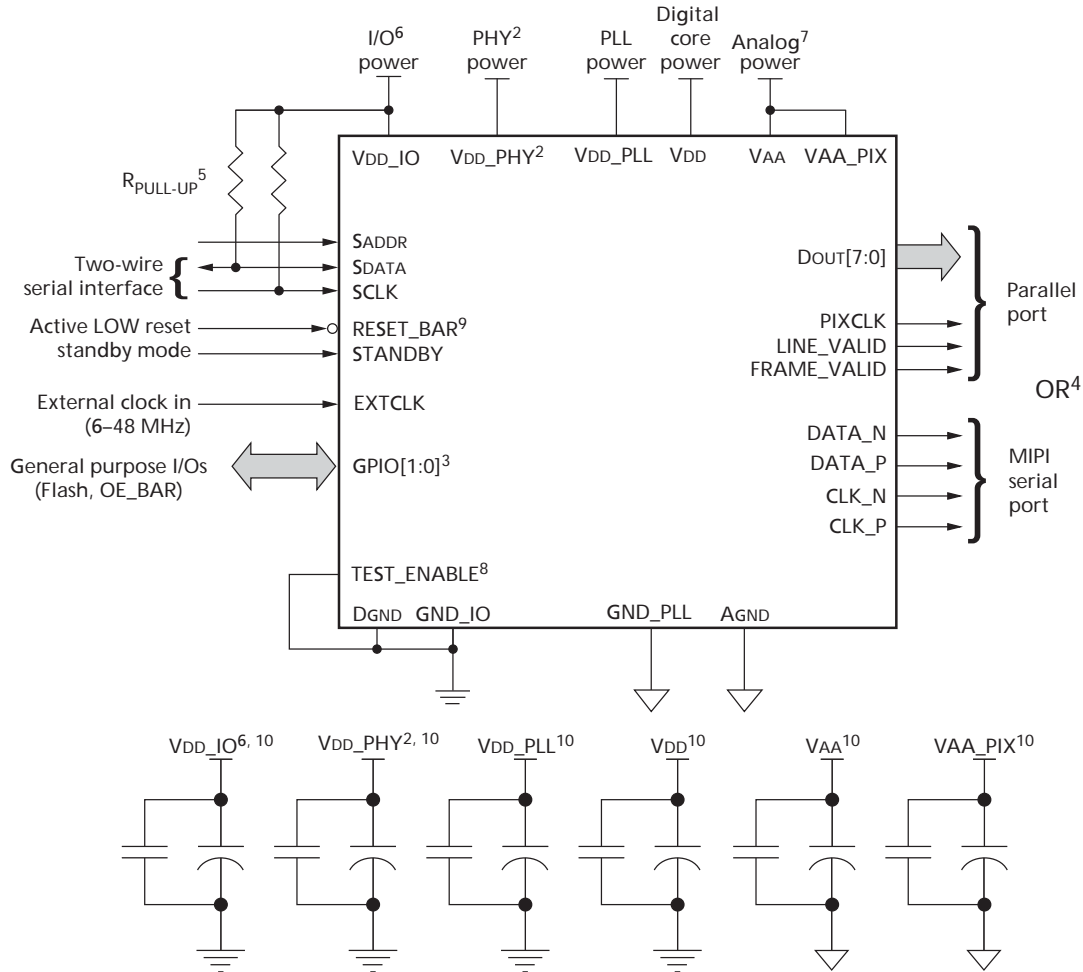 I/O6
power
PHY2
power
PLL
power
Digital
core
power
Analog7
power
VDD_IO
VDD_PHY2
VDD_PLL
VDD
VAA
VAA_PIX
RPULL-UP5
SADDR
Two-wire
serial interface
{
SDATA
SCLK
Active LOW reset
RESET_BAR9
standby mode
STANDBY
External clock in
(6–48 MHz)
EXTCLK
General purpose I/Os
(Flash, OE_BAR)
GPIO[1:0]3
DOUT[7:0]
PIXCLK
LINE_VALID
FRAME_VALID
}
Parallel
port
OR4
DATA_N
DATA_P
CLK_N
CLK_P
}
MIPI
serial
port
TEST_ENABLE8
DGND
GND_IO
GND_PLL
AGND
VDD_IO6, 10
VDD_PHY2, 10
VDD_PLL10
VDD10
VAA10
VAA_PIX10